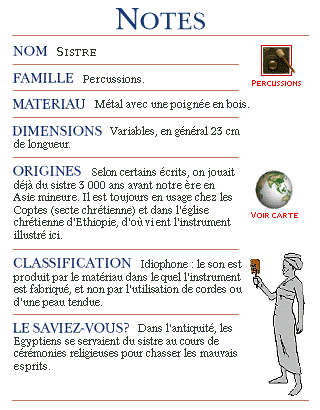 NOTES
NOM SISTRE
FAMILLE Percussions.
PERCUSSIONS
MATERIAU Métal avec une poignée en bois.
DIMENSIONS Variables, en général 23 cm
de longueur.
ORIGINES Selon certains écrits, on jouait
déjà du sistre 3 000 ans avant notre ère en
Asie mineure. Il est toujours en usage chez les
Coptes (secte chrétienne) et dans l'église
chrétienne d'Ethiopie, d'où vient l'instrument
illustré ici.
VOIR CARTE
CLASSIFICATION Idiophone : le son est
produit par le matériau dans le quel l'instrument
est fabriqué, et non par l'utilisation de cordes ou
d'une peau tendue.
LE SAVIEZ-VOUS? Dans l'antiquité, les
Egyptiens se servaient du sistre au cours de
cérémonies religieuses pour chasser les mauvais
esprits.